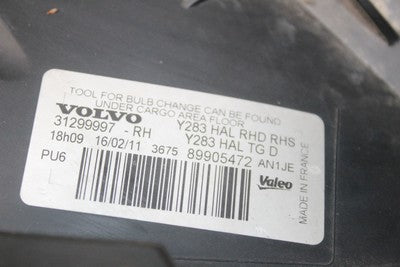 TOOL FOR BULB CHANGE CAN BE FOUND
UNDER CARGO AREA FLOOR
VOLVO Y283 HAL RHD RHS
31299997 - RH Y283 HAL TG D
18h09 16/02/11 3675 89905472 AN1JE
PU6
Valeo
MADE IN FRANCE